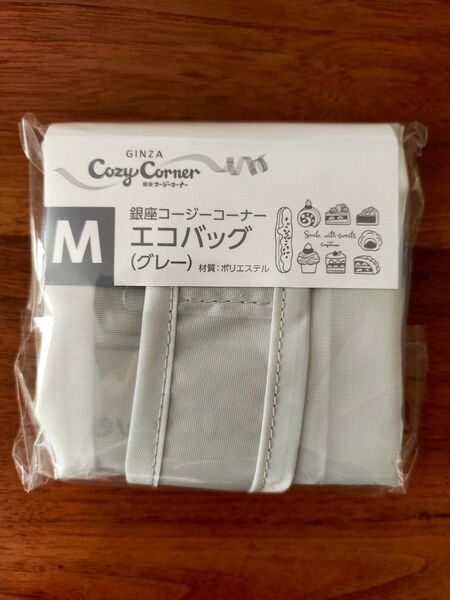 GINZA
Cozy Corner
銀座コージーコーナー
M
銀座コージーコーナー
エコバッグ
(グレー) 材質:ポリエステル
Smile with sweets
Cozy Corner